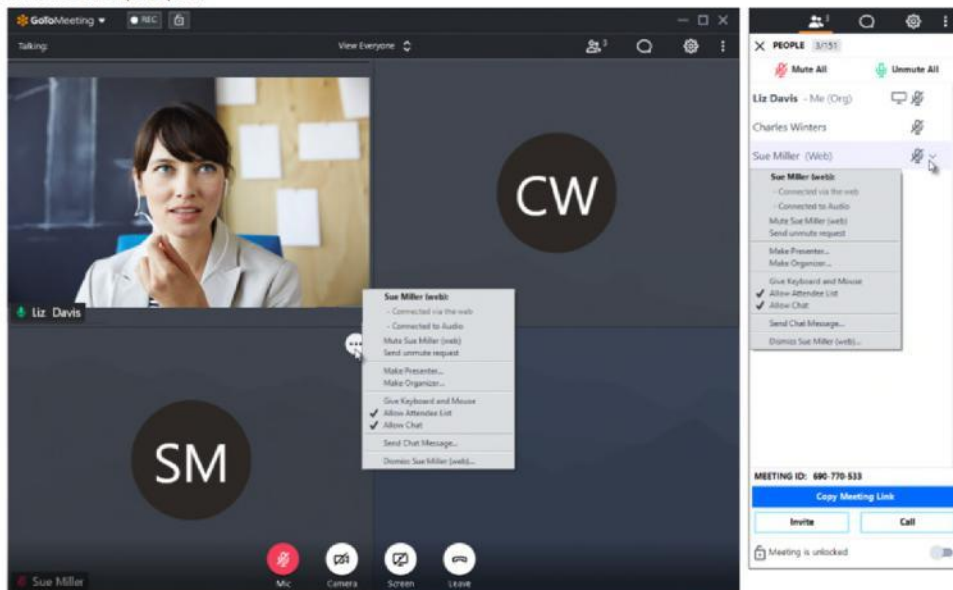 GoToMeeting
REC
Talking:
View Everyone
3
Liz Davis
CW
SM
Sue Miller (web):
- Connected via the web
- Connected to Audio
Mute Sue Miller (web)
Send unmute request
Make Presenter...
Make Organizer...
Give Keyboard and Mouse
Allow Attendee List
Allow Chat
Send Chat Message...
Dismiss Sue Miller (web)...
Sue Miller
Mic
Camera
Screen
Leave
3
PEOPLE 3/151
Mute All
Unmute All
Liz Davis - Me (Org)
Charles Winters
Sue Miller (Web)
Sue Miller (web):
- Connected via the web
- Connected to Audio
Mute Sue Miller (web)
Send unmute request
Make Presenter...
Make Organizer...
Give Keyboard and Mouse
Allow Attendee List
Allow Chat
Send Chat Message...
Dismiss Sue Miller (web)...
MEETING ID: 690-770-533
Copy Meeting Link
Invite
Call
Meeting is unlocked